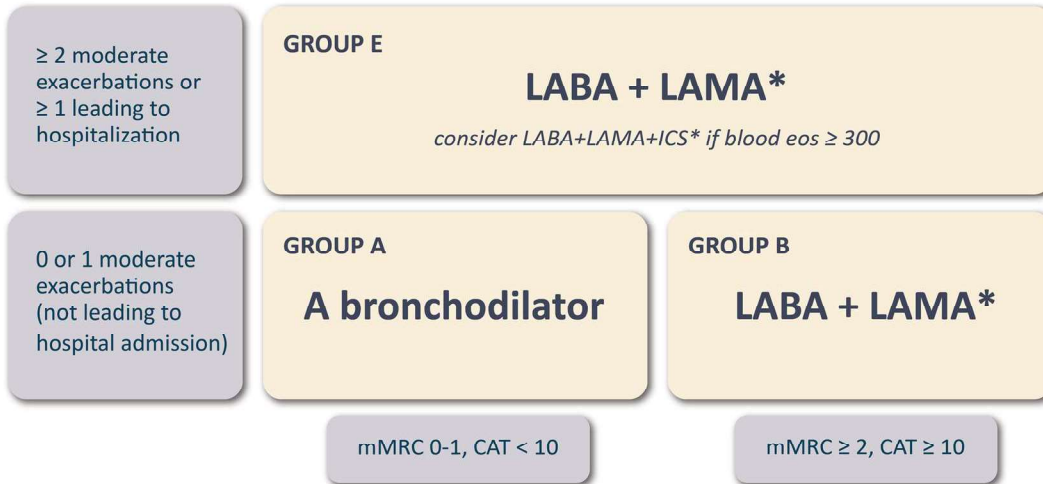 ≥ 2 moderate
exacerbations or
≥ 1 leading to
hospitalization
GROUP E
LABA + LAMA*
consider LABA+LAMA+ICS* if blood eos ≥ 300
0 or 1 moderate
exacerbations
(not leading to
hospital admission)
GROUP A
A bronchodilator
GROUP B
LABA + LAMA*
mMRC 0-1, CAT < 10
mMRC ≥ 2, CAT ≥ 10